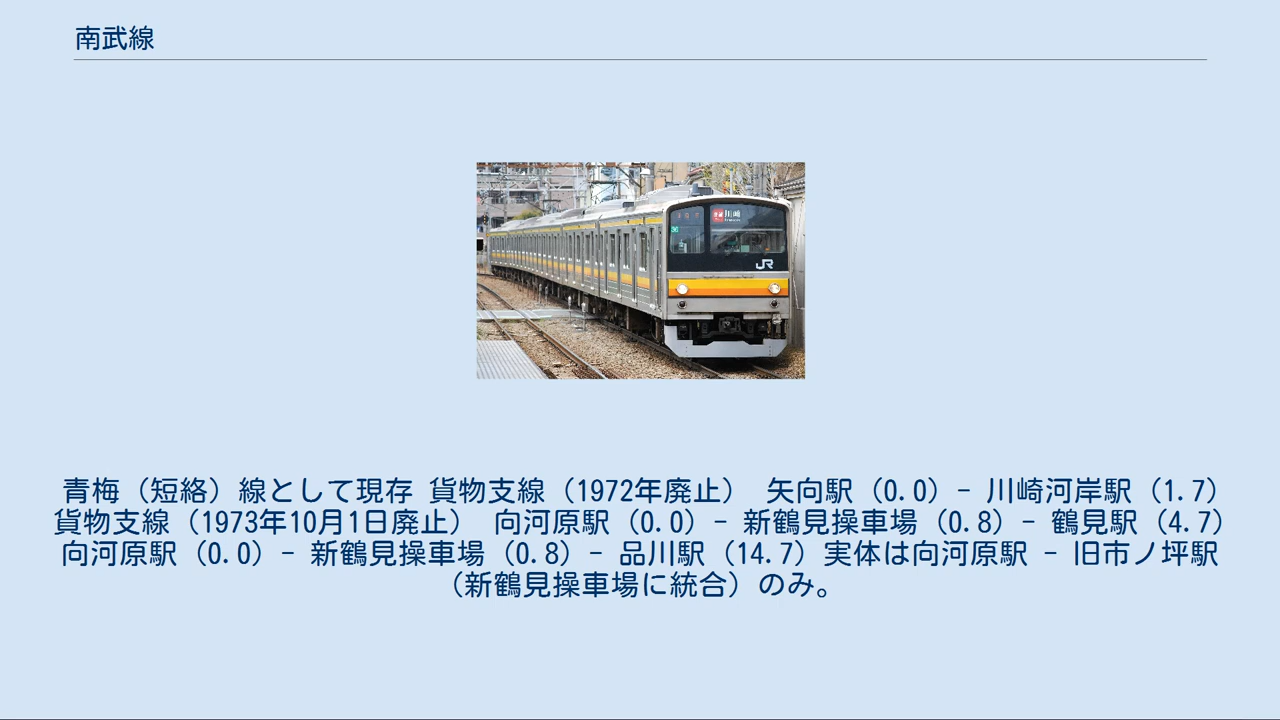 南武線
川崎
JR
青梅（短絡）線として現存 貨物支線（1972年廃止） 矢向駅（0.0）- 川崎河岸駅（1.7）
貨物支線（1973年10月1日廃止） 向河原駅（0.0）- 新鶴見操車場（0.8）- 鶴見駅（4.7）
向河原駅（0.0）- 新鶴見操車場（0.8）- 品川駅（14.7）実体は向河原駅 - 旧市ノ坪駅
（新鶴見操車場に統合）のみ。